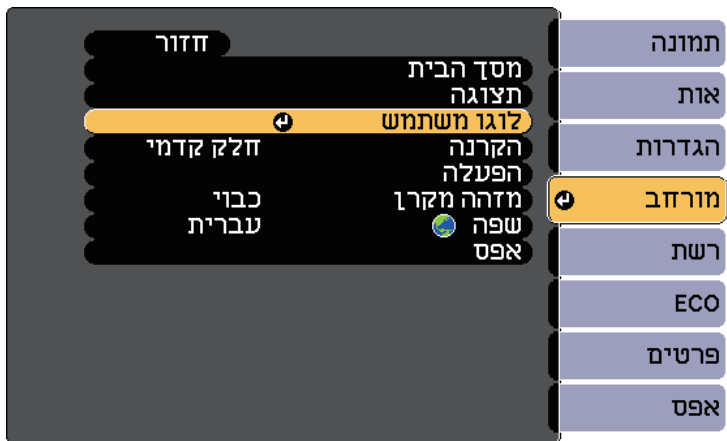 תמונה
אות
הגדרות
מורחב
רשת
ECO
פרטים
אפס
חזור
מסך הבית
תצוגה
לוגו משתמש
הקרנה חלק קדמי
הפעלה
מזהה מקרן כבוי
שפה עברית
אפס